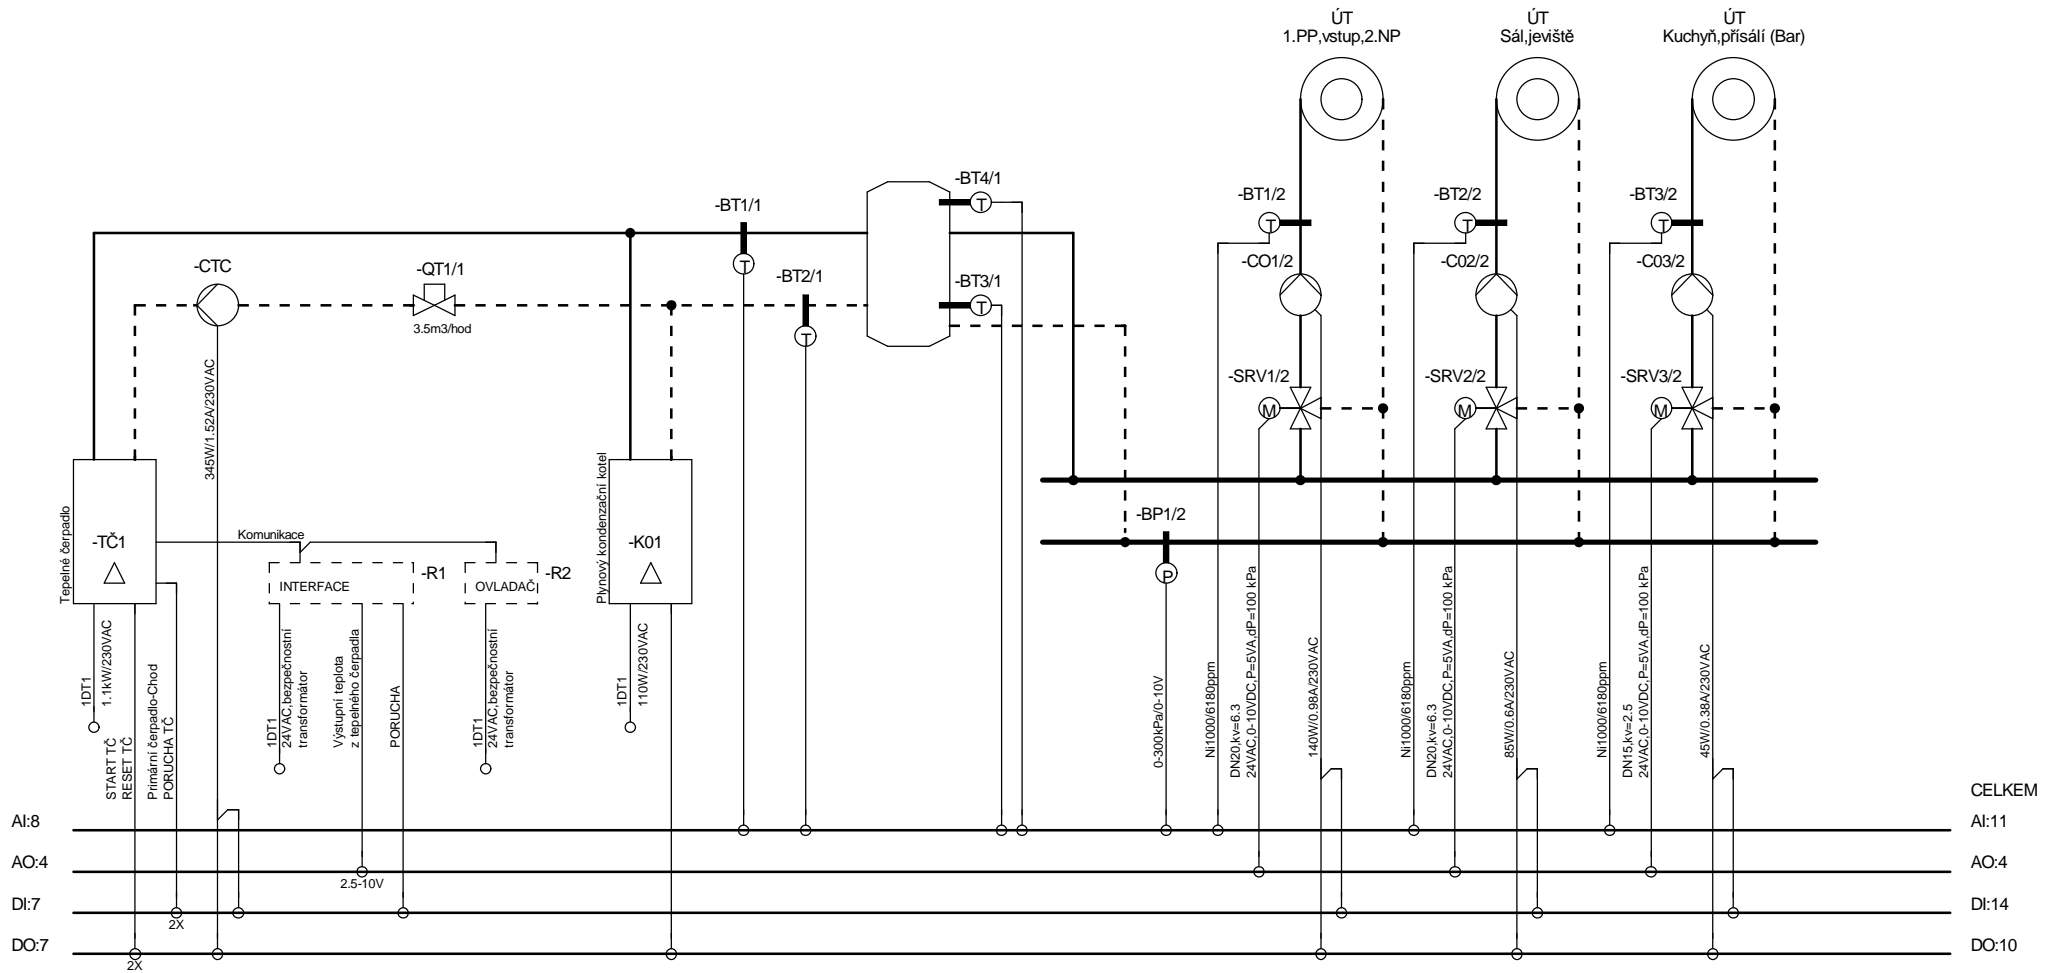 ÚT
1.PP,vstup,2.NP
ÚT
Sál,jeviště
ÚT
Kuchyň,přísálí (Bar)
-BT4/1
-BT1/1
-BT1/2
-BT2/2
-BT3/2
T
T
T
T
-CTC
-QT1/1
T
-BT2/1
-BT3/1
-CO1/2
-C02/2
-C03/2
T
3.5m3/hod
T
345W/1.52A/230VAC
-SRV1/2
-SRV2/2
-SRV3/2
M
M
M
Tepelné čerpadlo
-TČ1
Komunikace
Plynový kondenzační kotel
-K01
-BP1/2
P
INTERFACE
-R1
OVLADAČ
-R2
1DT1
1.1kW/230VAC
START TČ
RESET TČ
Primární čerpadlo-Chod
PORUCHA TČ
1DT1
24VAC,bezpečnostní
transformátor
Výstupní teplota
z tepelného čerpadla
PORUCHA
1DT1
24VAC,bezpečnostní
transformátor
1DT1
110W/230VAC
0-300kPa/0-10V
Ni1000/6180ppm
DN20,kv=6.3
24VAC,0-10VDC,P=5VA,dP=100 kPa
140W/0.98A/230VAC
Ni1000/6180ppm
DN20,kv=6.3
24VAC,0-10VDC,P=5VA,dP=100 kPa
85W/0.6A/230VAC
Ni1000/6180ppm
DN15,kv=2.5
24VAC,0-10VDC,P=5VA,dP=100 kPa
45W/0.38A/230VAC
CELKEM
AI:8
AI:11
AO:4
2.5-10V
AO:4
DI:7
2X
DI:14
DO:7
2X
DO:10